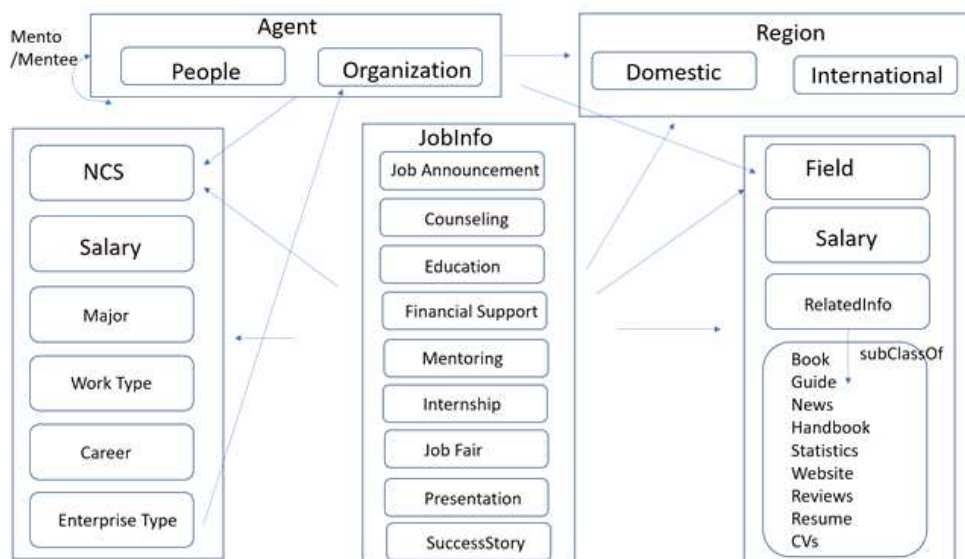 Agent
Mento
/Mentee
People
Organization
Region
Domestic
International
NCS
Salary
Major
Work Type
Career
Enterprise Type
JobInfo
Job Announcement
Counseling
Education
Financial Support
Mentoring
Internship
Job Fair
Presentation
SuccessStory
Field
Salary
RelatedInfo
subClassOf
Book
Guide
News
Handbook
Statistics
Website
Reviews
Resume
CVs